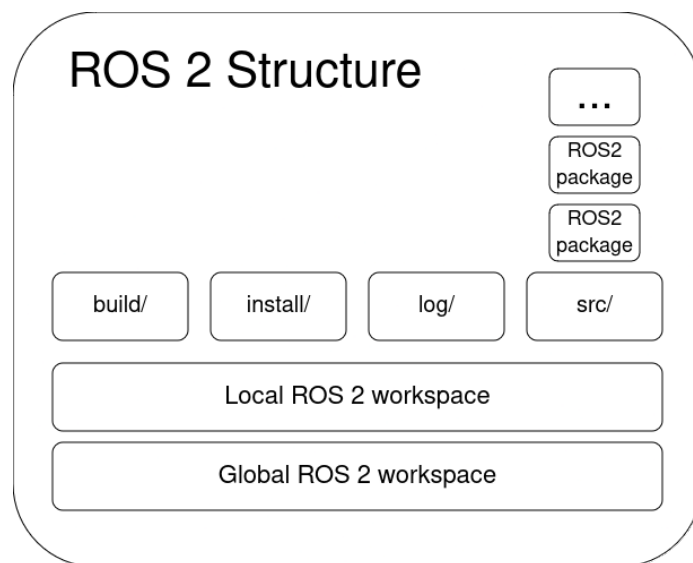 ROS 2 Structure
...
ROS2
package
ROS2
package
build/
install/
log/
src/
Local ROS 2 workspace
Global ROS 2 workspace